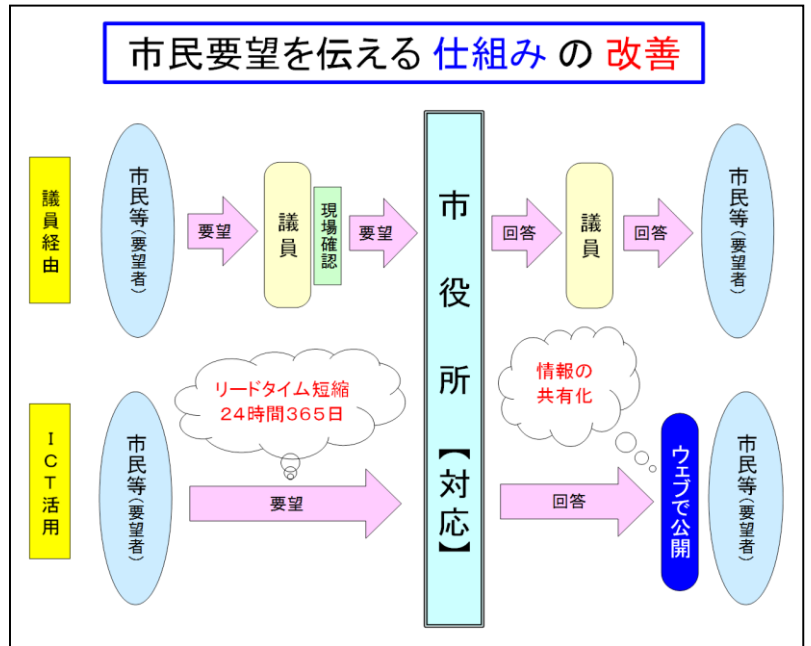 市民要望を伝える 仕組み の 改善
議員経由
市民等(要望者)
要望
議員
現場確認
要望
市役所【対応】
回答
議員
回答
市民等(要望者)
ICT活用
市民等(要望者)
リードタイム短縮
24時間365日
要望
情報の
共有化
回答
ウェブで公開
市民等(要望者)